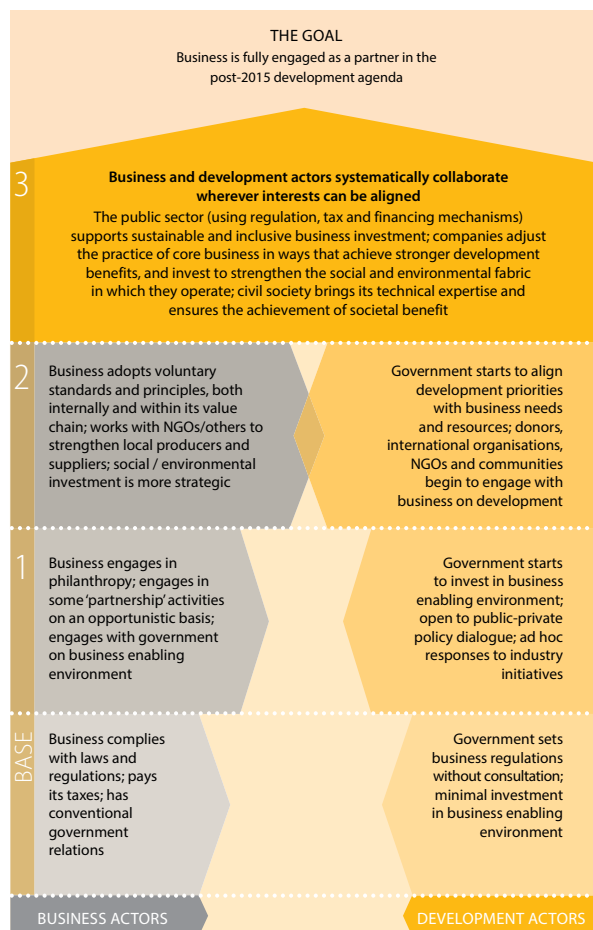 THE GOAL
Business is fully engaged as a partner in the
post-2015 development agenda
3
Business and development actors systematically collaborate
wherever interests can be aligned
The public sector (using regulation, tax and financing mechanisms)
supports sustainable and inclusive business investment; companies adjust
the practice of core business in ways that achieve stronger development
benefits, and invest to strengthen the social and environmental fabric
in which they operate; civil society brings its technical expertise and
ensures the achievement of societal benefit
2
Business adopts voluntary
standards and principles, both
internally and within its value
chain; works with NGOs/others to
strengthen local producers and
suppliers; social / environmental
investment is more strategic
Government starts to align
development priorities
with business needs
and resources; donors,
international organisations,
NGOs and communities
begin to engage with
business on development
1
Business engages in
philanthropy; engages in
some ‘partnership’ activities
on an opportunistic basis;
engages with government
on business enabling
environment
Government starts
to invest in business
enabling environment;
open to public-private
policy dialogue; ad hoc
responses to industry
initiatives
BASE
Business complies
with laws and
regulations; pays
its taxes; has
conventional
government
relations
Government sets
business regulations
without consultation;
minimal investment
in business enabling
environment
BUSINESS ACTORS
DEVELOPMENT ACTORS